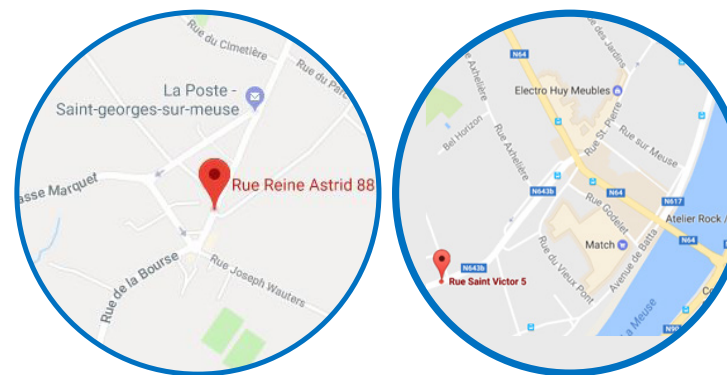 Rue du Cimetière
Rue du Parc
La Poste -
Saint-georges-sur-meuse
Rue Reine Astrid 88
asse Marquet
Rue de la Bourse
Rue Joseph Wauters
N64
ue des Jardins
Electro Huy Meubles
Rue Axhelière
Bel Horizon
Rue Axhelière
Rue St. Pierre
Rue sur Meuse
N643b
N64
N617
Rue Godelet
Atelier Rock
Match
N64
Avenue de Batta
Rue du Vieux Pont
N643b
Rue Saint Victor 5
La Meuse
N90